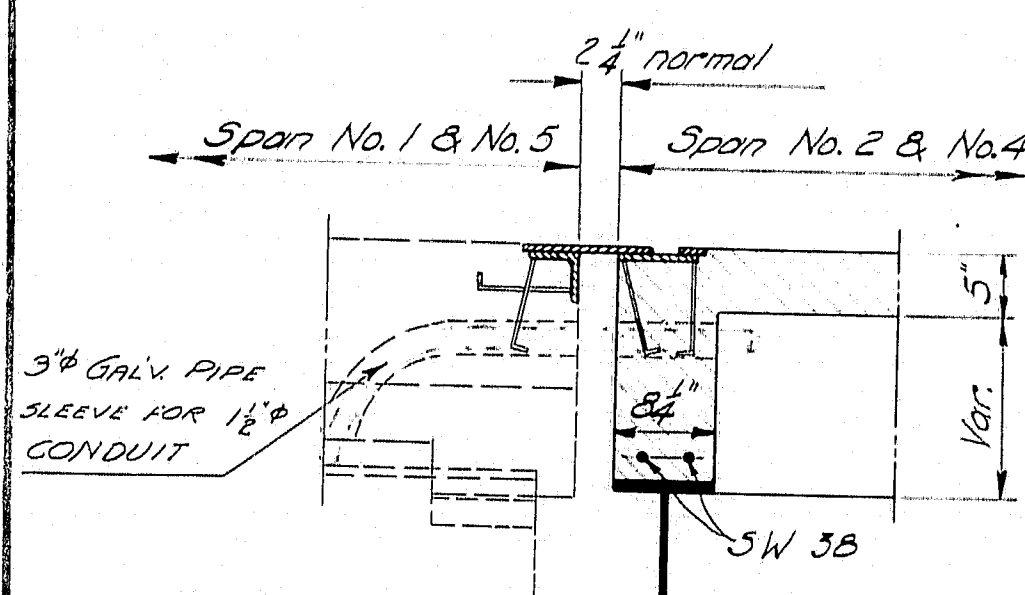 2 1/4" normal
Span No. 1 & No. 5
Span No. 2 & No.4
5"
3"φ GALV. PIPE
SLEEVE FOR 1 1/2"φ
CONDUIT
8 1/4"
Var.
SW 38